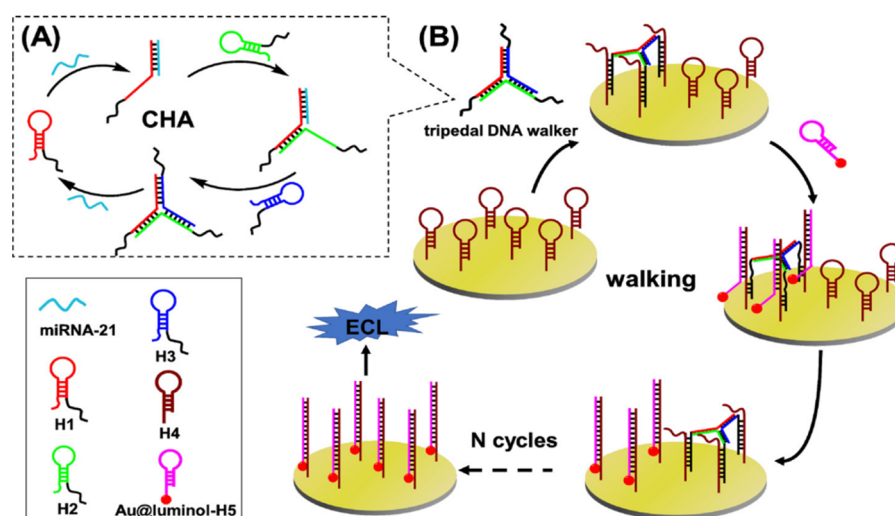 (A)
CHA
(B)
tripedal DNA walker
walking
miRNA-21
H3
H1
H4
H2
Au@luminol-H5
ECL
N cycles